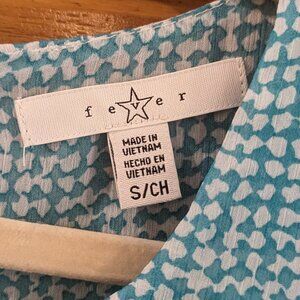 fever
MADE IN
VIETNAM
HECHO EN
VIETNAM
S/CH